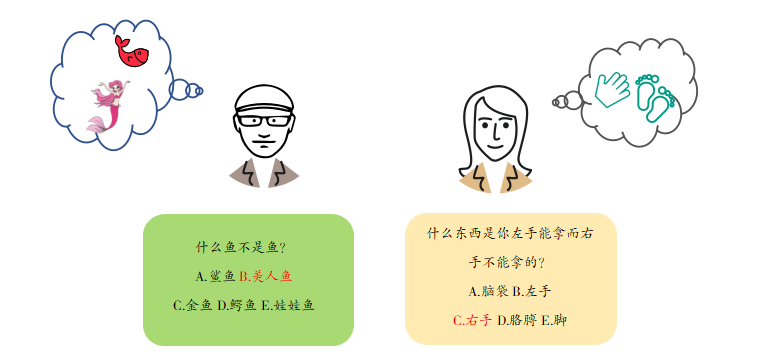 什么鱼不是鱼?
A.鲨鱼 B.美人鱼
C.金鱼 D.鳄鱼 E.娃娃鱼
什么东西是你左手能拿而右
手不能拿的?
A.脑袋 B.左手
C.右手 D.胳膊 E.脚